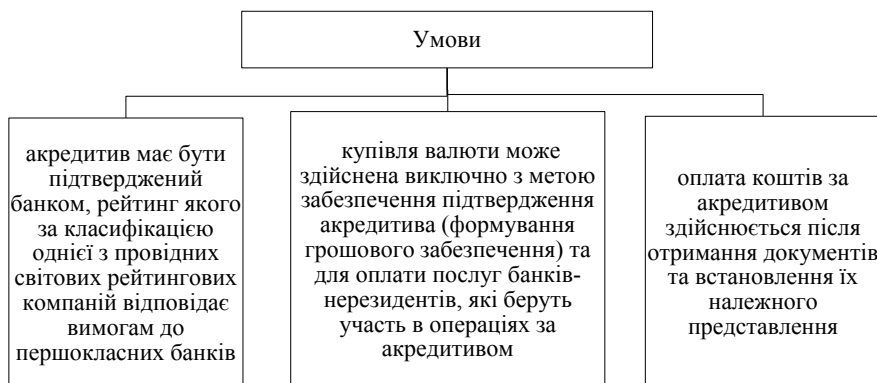 Умови
акредитив має бути
підтверджений
банком, рейтинг якого
за класифікацією
однієї з провідних
світових рейтингових
компаній відповідає
вимогам до
першокласних банків
купівля валюти може
здійснена виключно з метою
забезпечення підтвердження
акредитива (формування
грошового забезпечення) та
для оплати послуг банків-
нерезидентів, які беруть
участь в операціях за
акредитивом
оплата коштів за
акредитивом
здійснюється після
отримання документів
та встановлення їх
належного
представлення